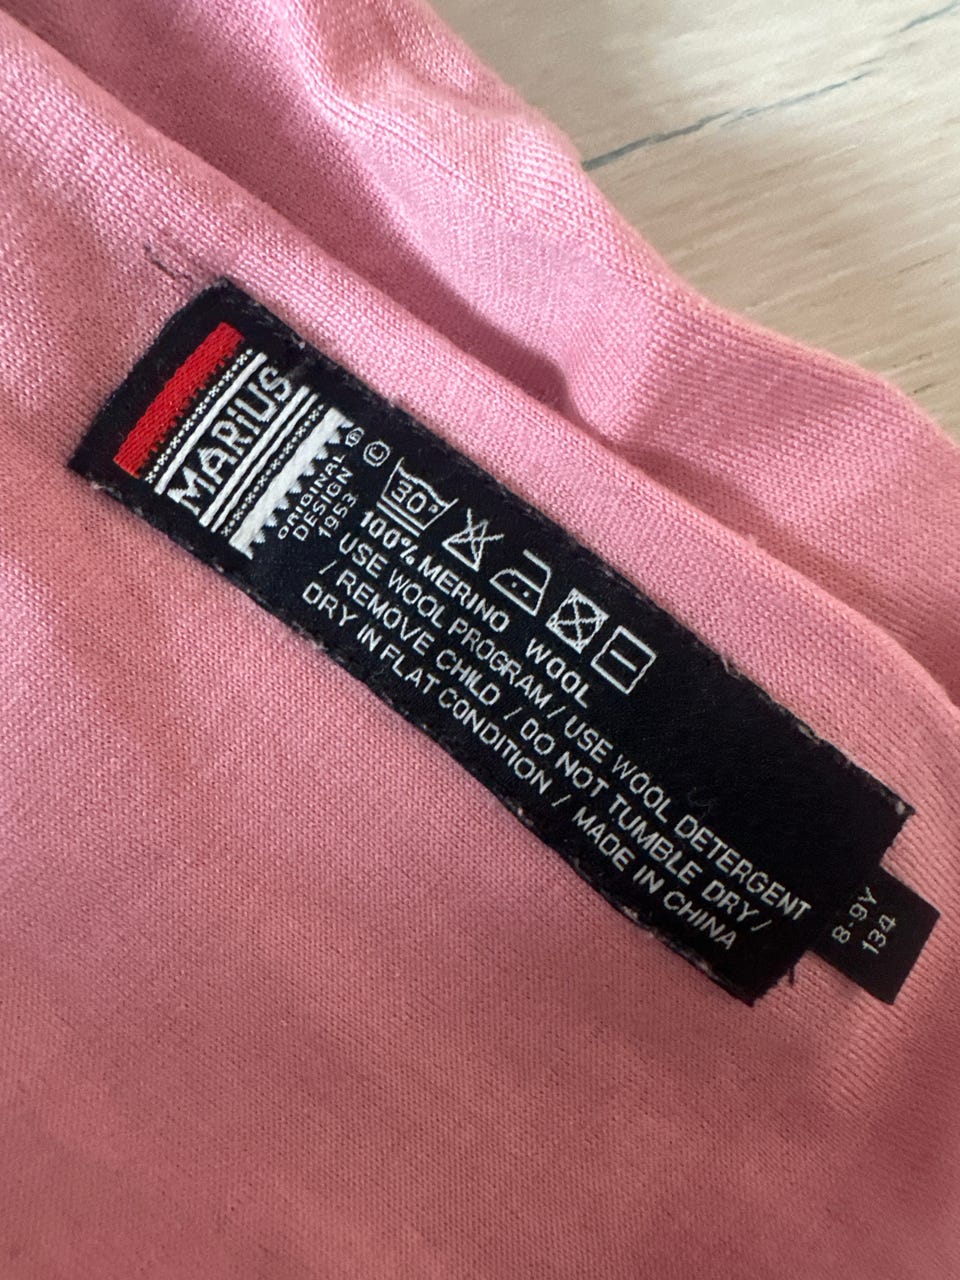 MARiUS
® ©
ORIGINAL
DESIGN
1953
30°
100% MERINO WOOL
USE WOOL PROGRAM / USE WOOL DETERGENT
/ REMOVE CHILD / DO NOT TUMBLE DRY /
DRY IN FLAT CONDITION / MADE IN CHINA
8-9Y
134